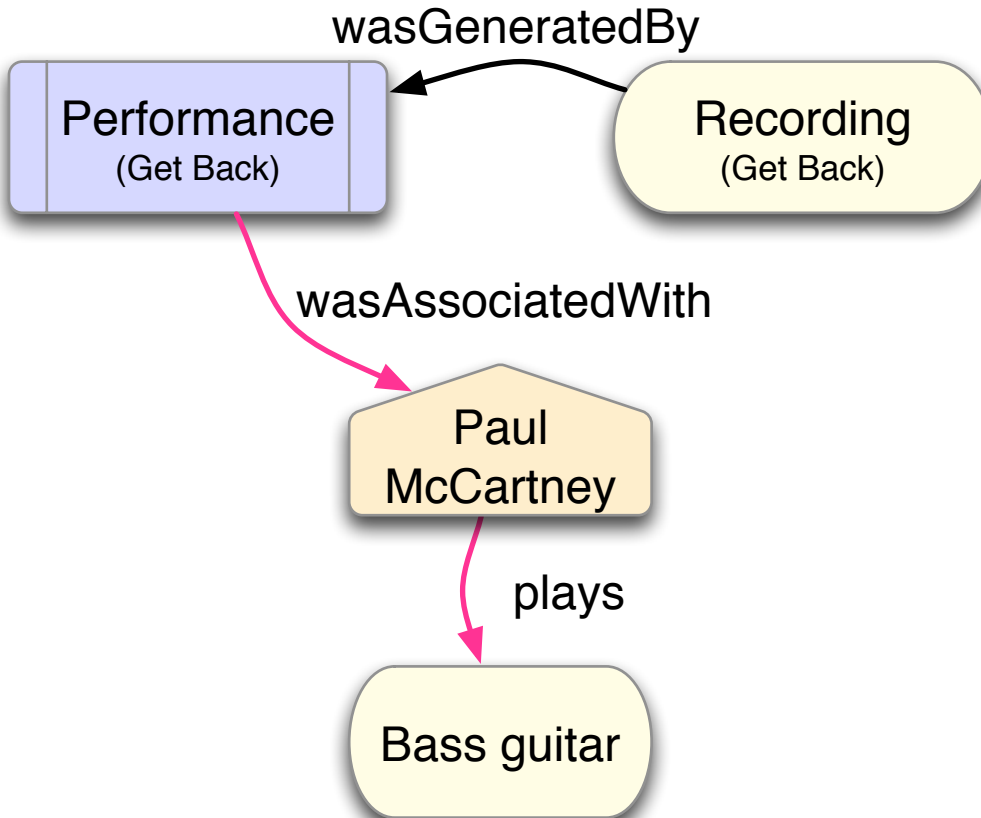 wasGeneratedBy
Performance
(Get Back)
Recording
(Get Back)
wasAssociatedWith
Paul
McCartney
plays
Bass guitar